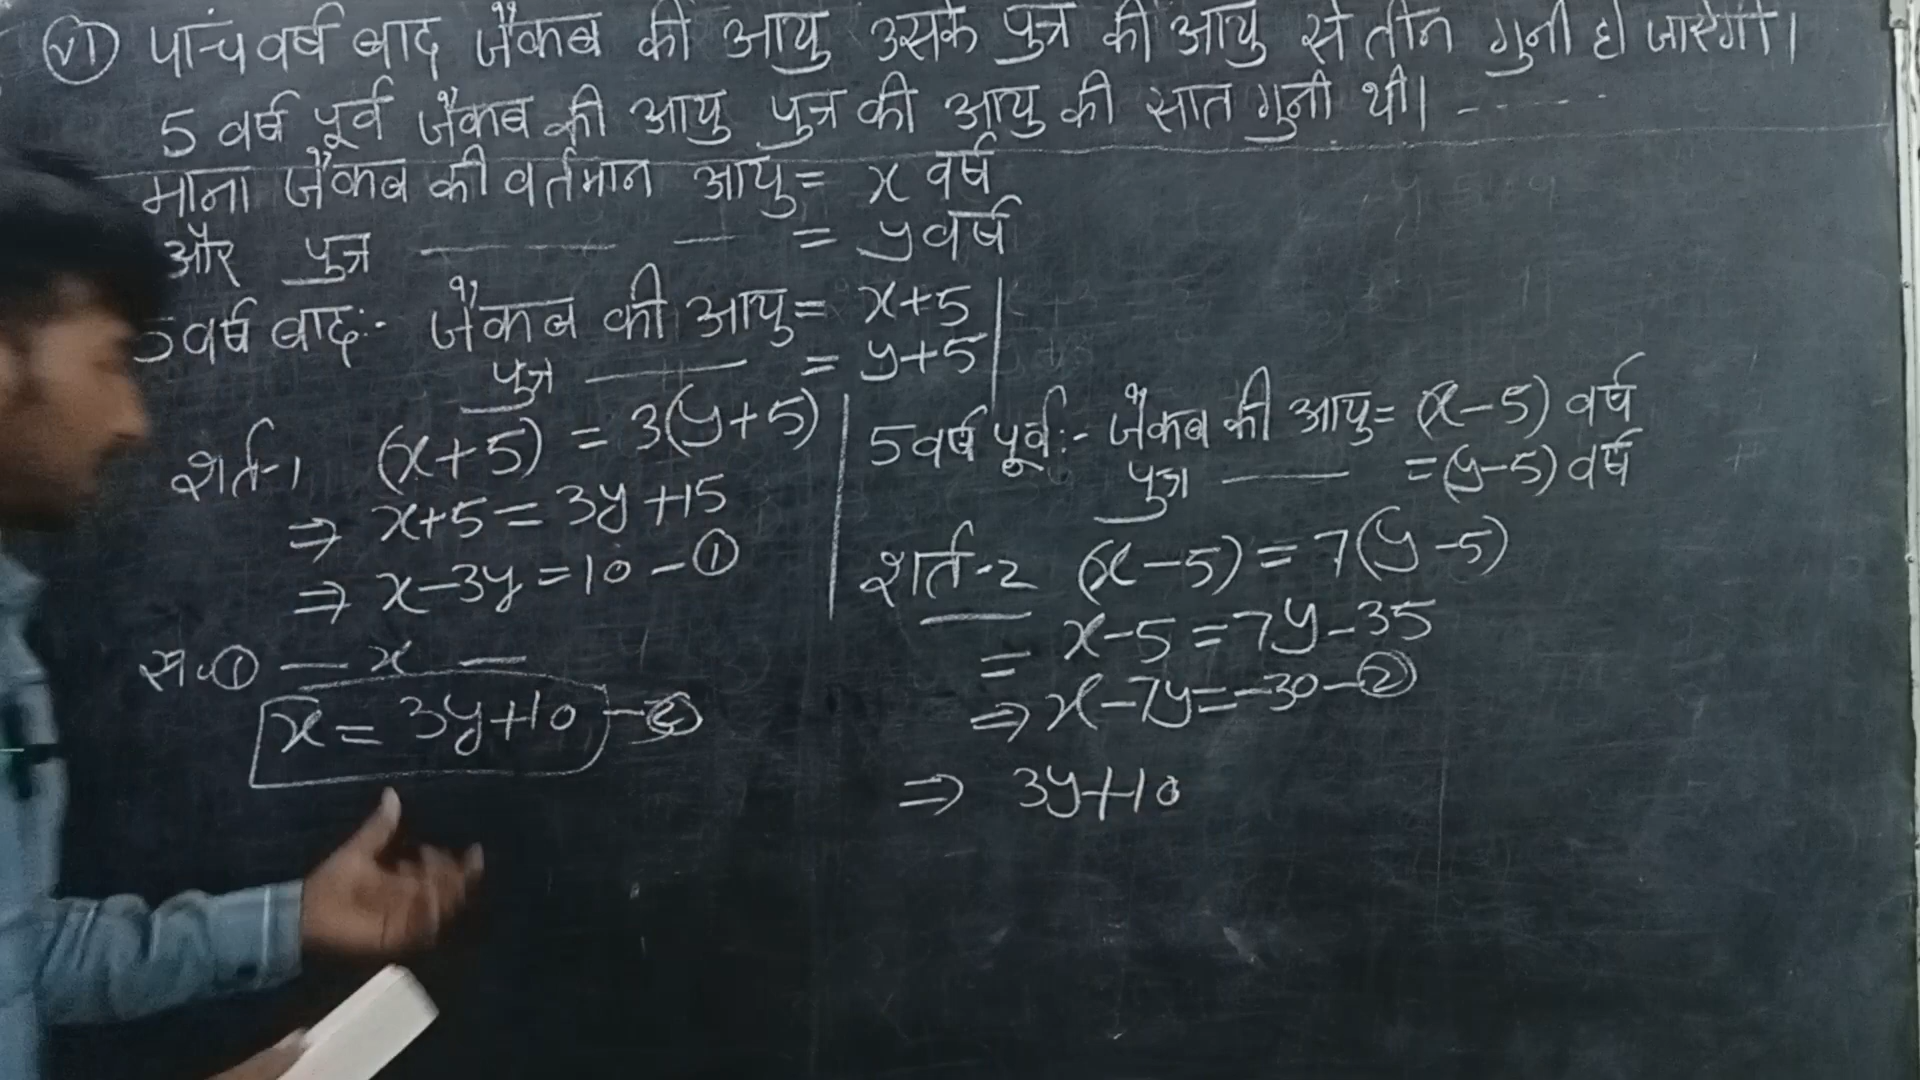 (vi) पांच वर्ष बाद जैकब की आयु उसके पुत्र की आयु से तीन गुनी हो जाएगी।
5 वर्ष पूर्व जैकब की आयु पुत्र की आयु की सात गुनी थी। - - - - - -
माना जैकब की वर्तमान आयु = x वर्ष
और पुत्र —— — = y वर्ष
5 वर्ष बाद:- जैकब की आयु = x+5
पुत्र —— = y+5
शर्त-1 (x+5) = 3(y+5)
⇒ x+5 = 3y+15
⇒ x-3y = 10 - ①
स० ① — x —
x = 3y+10
5 वर्ष पूर्व:- जैकब की आयु = (x-5) वर्ष
पुत्र —— = (y-5) वर्ष
शर्त-2 (x-5) = 7(y-5)
= x-5 = 7y-35
⇒ x-7y = -30 - ②
⇒ 3y+10